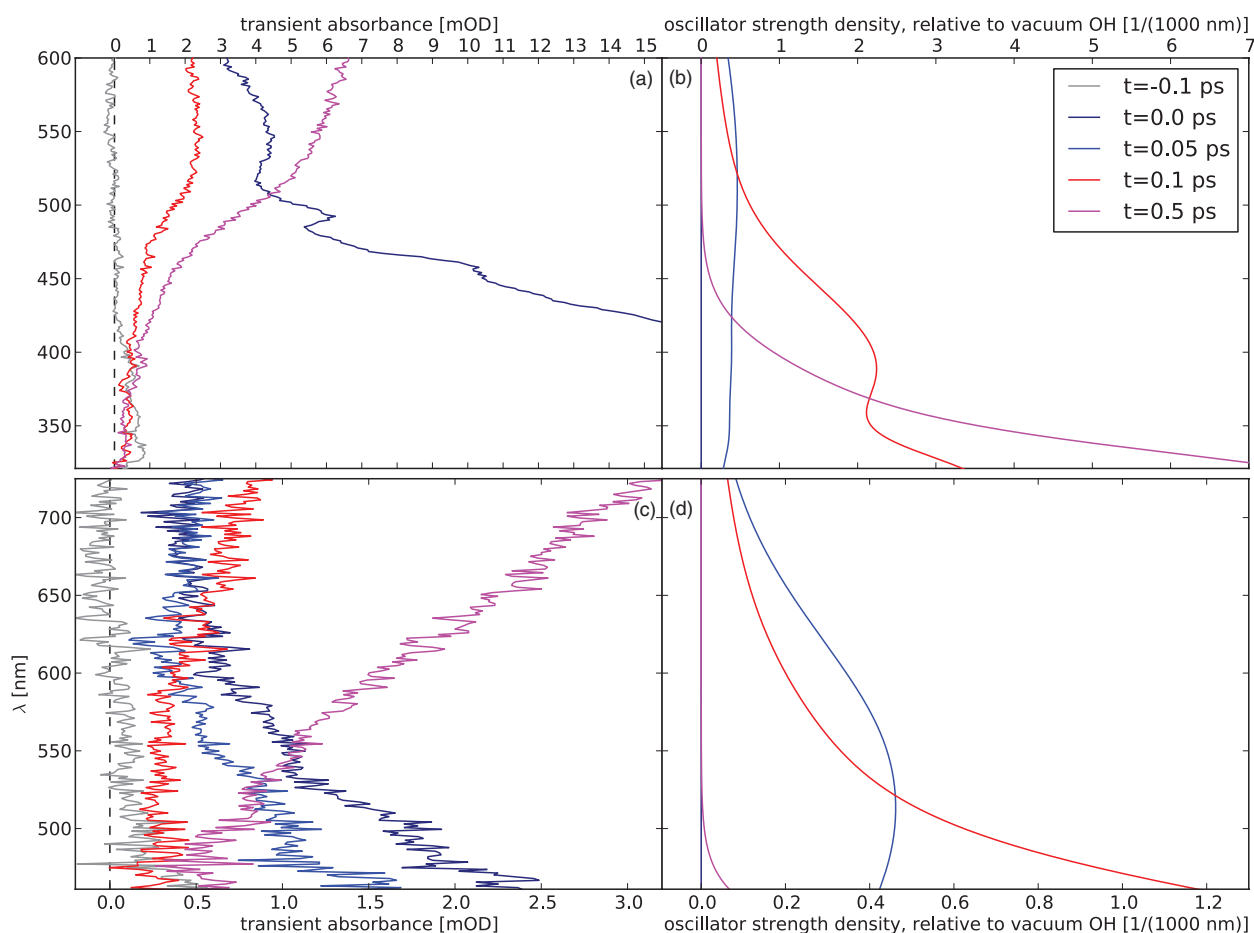 transient absorbance [mOD]
oscillator strength density, relative to vacuum OH [1/(1000 nm)]
0 1 2 3 4 5 6 7 8 9 10 11 12 13 14 15
0 1 2 3 4 5 6 7
600
550
500
450
400
350
(a)
(b)
t=-0.1 ps
t=0.0 ps
t=0.05 ps
t=0.1 ps
t=0.5 ps
700
650
600
550
500
λ [nm]
(c)
(d)
0.0 0.5 1.0 1.5 2.0 2.5 3.0
0.0 0.2 0.4 0.6 0.8 1.0 1.2
transient absorbance [mOD]
oscillator strength density, relative to vacuum OH [1/(1000 nm)]